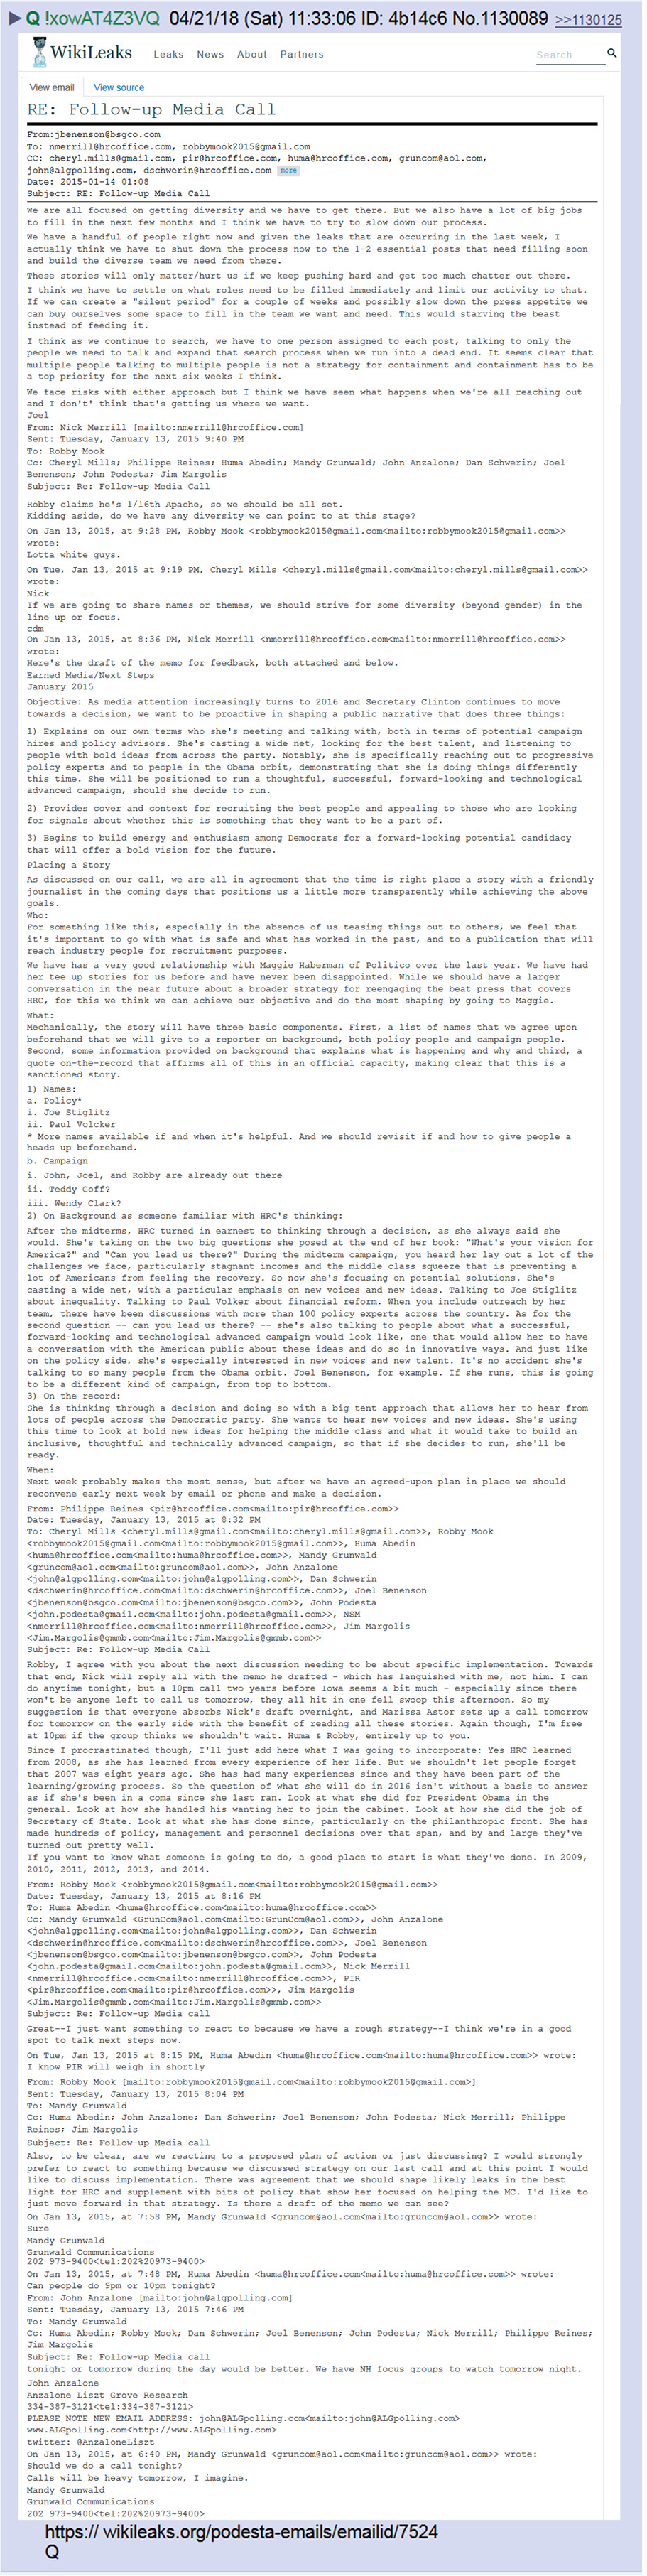 ▶ Q !xowAT4Z3VQ 04/21/18 (Sat) 11:33:06 ID: 4b14c6 No.1130089 >>1130125
WikiLeaks Leaks News About Partners Search
View email View source
RE: Follow-up Media Call
From:jbenenson@bsgco.com
To: nmerrill@hrcoffice.com, robbymook2015@gmail.com
CC: cheryl.mills@gmail.com, pir@hrcoffice.com, huma@hrcoffice.com, gruncom@aol.com,
john@algpolling.com, dschwerin@hrcoffice.com more
Date: 2015-01-14 01:08
Subject: RE: Follow-up Media Call
We are all focused on getting diversity and we have to get there. But we also have a lot of big jobs
to fill in the next few months and I think we have to try to slow down our process.
We have a handful of people right now and given the leaks that are occurring in the last week, I
actually think we have to shut down the process now to the 1-2 essential posts that need filling soon
and build the diverse team we need from there.
These stories will only matter/hurt us if we keep pushing hard and get too much chatter out there.
I think we have to settle on what roles need to be filled immediately and limit our activity to that.
If we can create a "silent period" for a couple of weeks and possibly slow down the press appetite we
can buy ourselves some space to fill in the team we want and need. This would starving the beast
instead of feeding it.
I think as we continue to search, we have to one person assigned to each post, talking to only the
people we need to talk and expand that search process when we run into a dead end. It seems clear that
multiple people talking to multiple people is not a strategy for containment and containment has to be
a top priority for the next six weeks I think.
We face risks with either approach but I think we have seen what happens when we're all reaching out
and I don't' think that's getting us where we want.
Joel
From: Nick Merrill [mailto:nmerrill@hrcoffice.com]
Sent: Tuesday, January 13, 2015 9:40 PM
To: Robby Mook
Cc: Cheryl Mills; Philippe Reines; Huma Abedin; Mandy Grunwald; John Anzalone; Dan Schwerin; Joel
Benenson; John Podesta; Jim Margolis
Subject: Re: Follow-up Media Call
Robby claims he's 1/16th Apache, so we should be all set.
Kidding aside, do we have any diversity we can point to at this stage?
On Jan 13, 2015, at 9:28 PM, Robby Mook <robbymook2015@gmail.com<mailto:robbymook2015@gmail.com>>
wrote:
Lotta white guys.
On Tue, Jan 13, 2015 at 9:19 PM, Cheryl Mills <cheryl.mills@gmail.com<mailto:cheryl.mills@gmail.com>>
wrote:
Nick
If we are going to share names or themes, we should strive for some diversity (beyond gender) in the
line up or focus.
cdm
On Jan 13, 2015, at 8:36 PM, Nick Merrill <nmerrill@hrcoffice.com<mailto:nmerrill@hrcoffice.com>>
wrote:
Here's the draft of the memo for feedback, both attached and below.
Earned Media/Next Steps
January 2015
Objective: As media attention increasingly turns to 2016 and Secretary Clinton continues to move
towards a decision, we want to be proactive in shaping a public narrative that does three things:
1) Explains on our own terms who she's meeting and talking with, both in terms of potential campaign
hires and policy advisors. She's casting a wide net, looking for the best talent, and listening to
people with bold ideas from across the party. Notably, she is specifically reaching out to progressive
policy experts and to people in the Obama orbit, demonstrating that she is doing things differently
this time. She will be positioned to run a thoughtful, successful, forward-looking and technological
advanced campaign, should she decide to run.
2) Provides cover and context for recruiting the best people and appealing to those who are looking
for signals about whether this is something that they want to be a part of.
3) Begins to build energy and enthusiasm among Democrats for a forward-looking potential candidacy
that will offer a bold vision for the future.
Placing a Story
As discussed on our call, we are all in agreement that the time is right place a story with a friendly
journalist in the coming days that positions us a little more transparently while achieving the above
goals.
Who:
For something like this, especially in the absence of us teasing things out to others, we feel that
it's important to go with what is safe and what has worked in the past, and to a publication that will
reach industry people for recruitment purposes.
We have has a very good relationship with Maggie Haberman of Politico over the last year. We have had
her tee up stories for us before and have never been disappointed. While we should have a larger
conversation in the near future about a broader strategy for reengaging the beat press that covers
HRC, for this we think we can achieve our objective and do the most shaping by going to Maggie.
What:
Mechanically, the story will have three basic components. First, a list of names that we agree upon
beforehand that we will give to a reporter on background, both policy people and campaign people.
Second, some information provided on background that explains what is happening and why and third, a
quote on-the-record that affirms all of this in an official capacity, making clear that this is a
sanctioned story.
1) Names:
a. Policy*
i. Joe Stiglitz
ii. Paul Volcker
* More names available if and when it's helpful. And we should revisit if and how to give people a
heads up beforehand.
b. Campaign
i. John, Joel, and Robby are already out there
ii. Teddy Goff?
iii. Wendy Clark?
2) On Background as someone familiar with HRC's thinking:
After the midterms, HRC turned in earnest to thinking through a decision, as she always said she
would. She's taking on the two big questions she posed at the end of her book: "What's your vision for
America?" and "Can you lead us there?" During the midterm campaign, you heard her lay out a lot of the
challenges we face, particularly stagnant incomes and the middle class squeeze that is preventing a
lot of Americans from feeling the recovery. So now she's focusing on potential solutions. She's
casting a wide net, with a particular emphasis on new voices and new ideas. Talking to Joe Stiglitz
about inequality. Talking to Paul Volker about financial reform. When you include outreach by her
team, there have been discussions with more than 100 policy experts across the country. As for the
second question -- can you lead us there? -- she's also talking to people about what a successful,
forward-looking and technological advanced campaign would look like, one that would allow her to have
a conversation with the American public about these ideas and do so in innovative ways. And just like
on the policy side, she's especially interested in new voices and new talent. It's no accident she's
talking to so many people from the Obama orbit. Joel Benenson, for example. If she runs, this is going
to be a different kind of campaign, from top to bottom.
3) On the record:
She is thinking through a decision and doing so with a big-tent approach that allows her to hear from
lots of people across the Democratic party. She wants to hear new voices and new ideas. She's using
this time to look at bold new ideas for helping the middle class and what it would take to build an
inclusive, thoughtful and technically advanced campaign, so that if she decides to run, she'll be
ready.
When:
Next week probably makes the most sense, but after we have an agreed-upon plan in place we should
reconvene early next week by email or phone and make a decision.
From: Philippe Reines <pir@hrcoffice.com<mailto:pir@hrcoffice.com>>
Date: Tuesday, January 13, 2015 at 8:32 PM
To: Cheryl Mills <cheryl.mills@gmail.com<mailto:cheryl.mills@gmail.com>>, Robby Mook
<robbymook2015@gmail.com<mailto:robbymook2015@gmail.com>>, Huma Abedin
<huma@hrcoffice.com<mailto:huma@hrcoffice.com>>, Mandy Grunwald
<gruncom@aol.com<mailto:gruncom@aol.com>>, John Anzalone
<john@algpolling.com<mailto:john@algpolling.com>>, Dan Schwerin
<dschwerin@hrcoffice.com<mailto:dschwerin@hrcoffice.com>>, Joel Benenson
<jbenenson@bsgco.com<mailto:jbenenson@bsgco.com>>, John Podesta
<john.podesta@gmail.com<mailto:john.podesta@gmail.com>>, NSM
<nmerrill@hrcoffice.com<mailto:nmerrill@hrcoffice.com>>, Jim Margolis
<Jim.Margolis@gmmb.com<mailto:Jim.Margolis@gmmb.com>>
Subject: Re: Follow-up Media Call
Robby, I agree with you about the next discussion needing to be about specific implementation. Towards
that end, Nick will reply all with the memo he drafted - which has languished with me, not him. I can
do anytime tonight, but a 10pm call two years before Iowa seems a bit much - especially since there
won't be anyone left to call us tomorrow, they all hit in one fell swoop this afternoon. So my
suggestion is that everyone absorbs Nick's draft overnight, and Marissa Astor sets up a call tomorrow
for tomorrow on the early side with the benefit of reading all these stories. Again though, I'm free
at 10pm if the group thinks we shouldn't wait. Huma & Robby, entirely up to you.
Since I procrastinated though, I'll just add here what I was going to incorporate: Yes HRC learned
from 2008, as she has learned from every experience of her life. But we shouldn't let people forget
that 2007 was eight years ago. She has had many experiences since and they have been part of the
learning/growing process. So the question of what she will do in 2016 isn't without a basis to answer
as if she's been in a coma since she last ran. Look at what she did for President Obama in the
general. Look at how she handled his wanting her to join the cabinet. Look at how she did the job of
Secretary of State. Look at what she has done since, particularly on the philanthropic front. She has
made hundreds of policy, management and personnel decisions over that span, and by and large they've
turned out pretty well.
If you want to know what someone is going to do, a good place to start is what they've done. In 2009,
2010, 2011, 2012, 2013, and 2014.
From: Robby Mook <robbymook2015@gmail.com<mailto:robbymook2015@gmail.com>>
Date: Tuesday, January 13, 2015 at 8:16 PM
To: Huma Abedin <huma@hrcoffice.com<mailto:huma@hrcoffice.com>>
Cc: Mandy Grunwald <GrunCom@aol.com<mailto:GrunCom@aol.com>>, John Anzalone
<john@algpolling.com<mailto:john@algpolling.com>>, Dan Schwerin
<dschwerin@hrcoffice.com<mailto:dschwerin@hrcoffice.com>>, Joel Benenson
<jbenenson@bsgco.com<mailto:jbenenson@bsgco.com>>, John Podesta
<john.podesta@gmail.com<mailto:john.podesta@gmail.com>>, Nick Merrill
<nmerrill@hrcoffice.com<mailto:nmerrill@hrcoffice.com>>, PIR
<pir@hrcoffice.com<mailto:pir@hrcoffice.com>>, Jim Margolis
<Jim.Margolis@gmmb.com<mailto:Jim.Margolis@gmmb.com>>
Subject: Re: Follow-up Media call
Great--I just want something to react to because we have a rough strategy--I think we're in a good
spot to talk next steps now.
On Tue, Jan 13, 2015 at 8:15 PM, Huma Abedin <huma@hrcoffice.com<mailto:huma@hrcoffice.com>> wrote:
I know PIR will weigh in shortly
From: Robby Mook [mailto:robbymook2015@gmail.com<mailto:robbymook2015@gmail.com>]
Sent: Tuesday, January 13, 2015 8:04 PM
To: Mandy Grunwald
Cc: Huma Abedin; John Anzalone; Dan Schwerin; Joel Benenson; John Podesta; Nick Merrill; Philippe
Reines; Jim Margolis
Subject: Re: Follow-up Media call
Also, to be clear, are we reacting to a proposed plan of action or just discussing? I would strongly
prefer to react to something because we discussed strategy on our last call and at this point I would
like to discuss implementation. There was agreement that we should shape likely leaks in the best
light for HRC and supplement with bits of policy that show her focused on helping the MC. I'd like to
just move forward in that strategy. Is there a draft of the memo we can see?
On Jan 13, 2015, at 7:58 PM, Mandy Grunwald <gruncom@aol.com<mailto:gruncom@aol.com>> wrote:
Sure
Mandy Grunwald
Grunwald Communications
202 973-9400<tel:202%20973-9400>
On Jan 13, 2015, at 7:48 PM, Huma Abedin <huma@hrcoffice.com<mailto:huma@hrcoffice.com>> wrote:
Can people do 9pm or 10pm tonight?
From: John Anzalone [mailto:john@algpolling.com]
Sent: Tuesday, January 13, 2015 7:46 PM
To: Mandy Grunwald
Cc: Huma Abedin; Robby Mook; Dan Schwerin; Joel Benenson; John Podesta; Nick Merrill; Philippe Reines;
Jim Margolis
Subject: Re: Follow-up Media call
tonight or tomorrow during the day would be better. We have NH focus groups to watch tomorrow night.
John Anzalone
Anzalone Liszt Grove Research
334-387-3121<tel:334-387-3121>
PLEASE NOTE NEW EMAIL ADDRESS: john@ALGpolling.com<mailto:john@ALGpolling.com>
www.ALGpolling.com<http://www.ALGpolling.com>
twitter: @AnzaloneLiszt
On Jan 13, 2015, at 6:40 PM, Mandy Grunwald <gruncom@aol.com<mailto:gruncom@aol.com>> wrote:
Should we do a call tonight?
Calls will be heavy tomorrow, I imagine.
Mandy Grunwald
Grunwald Communications
202 973-9400<tel:202%20973-9400>
https:// wikileaks.org/podesta-emails/emailid/7524
Q